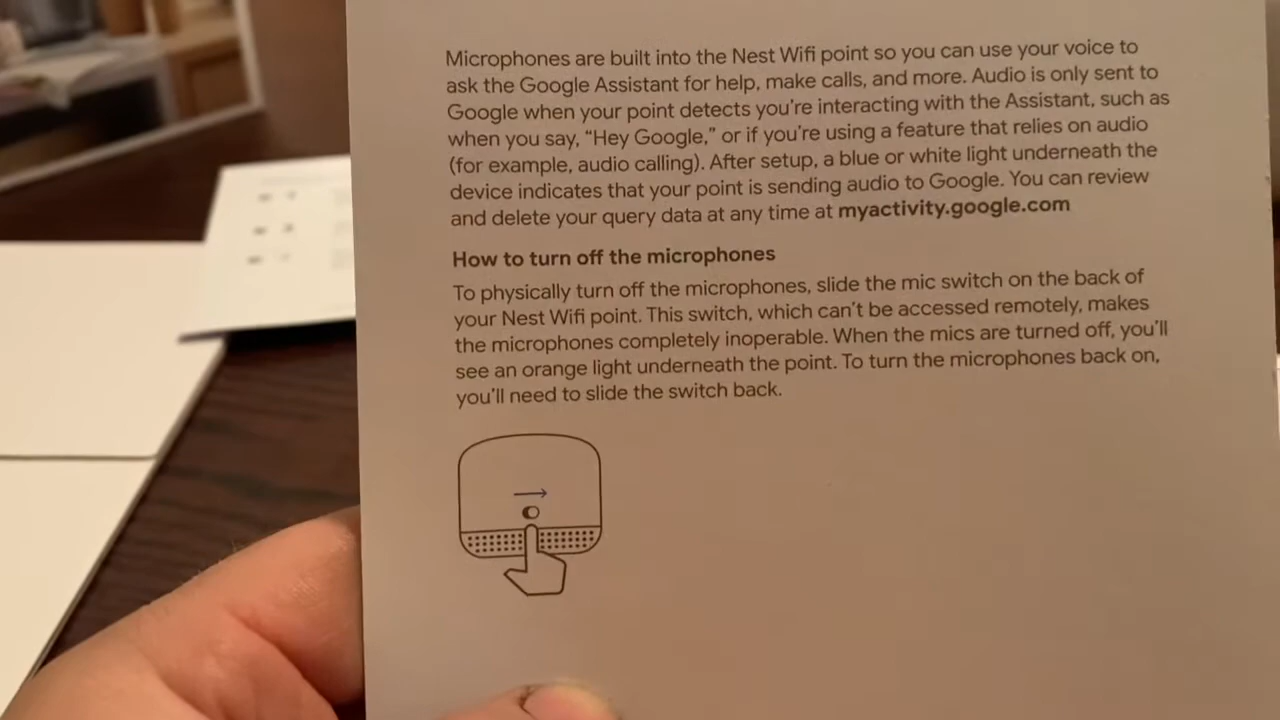 Microphones are built into the Nest Wifi point so you can use your voice to
ask the Google Assistant for help, make calls, and more. Audio is only sent to
Google when your point detects you're interacting with the Assistant, such as
when you say, “Hey Google,” or if you're using a feature that relies on audio
(for example, audio calling). After setup, a blue or white light underneath the
device indicates that your point is sending audio to Google. You can review
and delete your query data at any time at myactivity.google.com
How to turn off the microphones
To physically turn off the microphones, slide the mic switch on the back of
your Nest Wifi point. This switch, which can't be accessed remotely, makes
the microphones completely inoperable. When the mics are turned off, you'll
see an orange light underneath the point. To turn the microphones back on,
you'll need to slide the switch back.